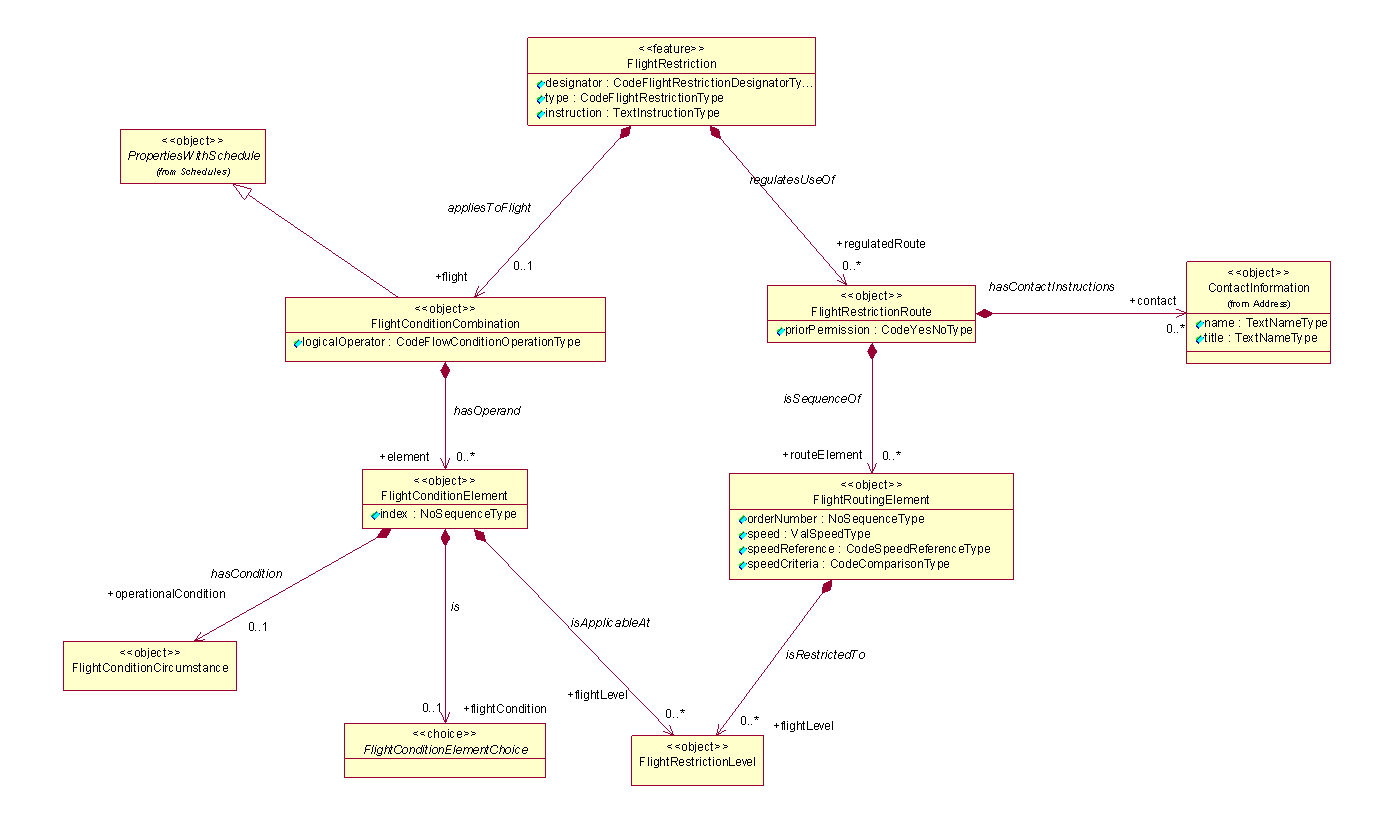 <<feature>>
FlightRestriction
designator : CodeFlightRestrictionDesignatorTy...
type : CodeFlightRestrictionType
instruction : TextInstructionType
<<object>>
PropertiesWithSchedule
(from Schedules)
regulatesUseOf
appliesToFlight
+regulatedRoute
0..*
0..1
+flight
<<object>>
FlightConditionCombination
logicalOperator : CodeFlowConditionOperationType
<<object>>
FlightRestrictionRoute
priorPermission : CodeYesNoType
hasContactInstructions
+contact
0..*
<<object>>
ContactInformation
(from Address)
name : TextNameType
title : TextNameType
hasOperand
+element
0..*
isSequenceOf
+routeElement
0..*
<<object>>
FlightConditionElement
index : NoSequenceType
<<object>>
FlightRoutingElement
orderNumber : NoSequenceType
speed : ValSpeedType
speedReference : CodeSpeedReferenceType
speedCriteria : CodeComparisonType
hasCondition
+operationalCondition
0..1
is
isApplicableAt
isRestrictedTo
<<object>>
FlightConditionCircumstance
0..1
+flightCondition
+flightLevel
0..*
0..*
+flightLevel
<<choice>>
FlightConditionElementChoice
<<object>>
FlightRestrictionLevel